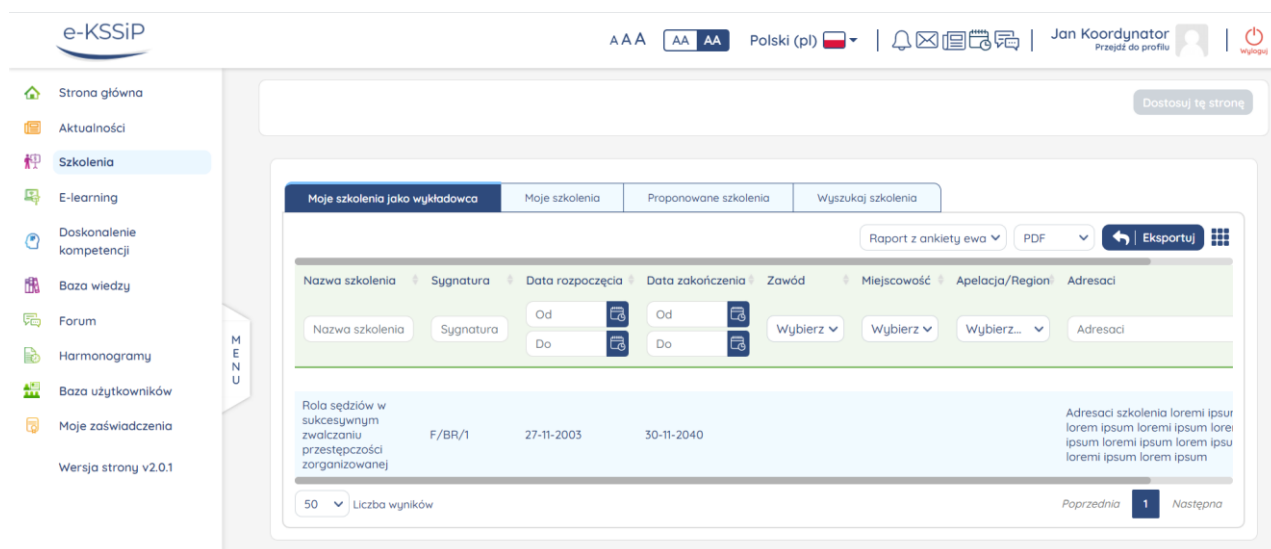 e-KSSiP
A A A AA AA Polski (pl) Jan Koordynator
Przejdź do profilu
Wyloguj
Strona główna
Aktualności
Szkolenia
E-learning
Doskonalenie
kompetencji
Baza wiedzy
Forum
Harmonogramy
Baza użytkowników
Moje zaświadczenia
Wersja strony v2.0.1
M
E
N
U
Dostosuj tę stronę
Moje szkolenia jako wykładowca Moje szkolenia Proponowane szkolenia Wyszukaj szkolenia
Raport z ankiety ewa PDF Eksportuj
Nazwa szkolenia Sygnatura Data rozpoczęcia Data zakończenia Zawód Miejscowość Apelacja/Region Adresaci
Od Od
Nazwa szkolenia Sygnatura Wybierz Wybierz Wybierz... Adresaci
Do Do
Rola sędziów w
sukcesywnym
zwalczaniu
przestępczości
zorganizowanej
F/BR/1 27-11-2003 30-11-2040
Adresaci szkolenia loremi ipsur
lorem ipsum loremi ipsum lorei
ipsum loremi ipsum lorem ipsu
loremi ipsum lorem ipsum
50 Liczba wyników Poprzednia 1 Następna